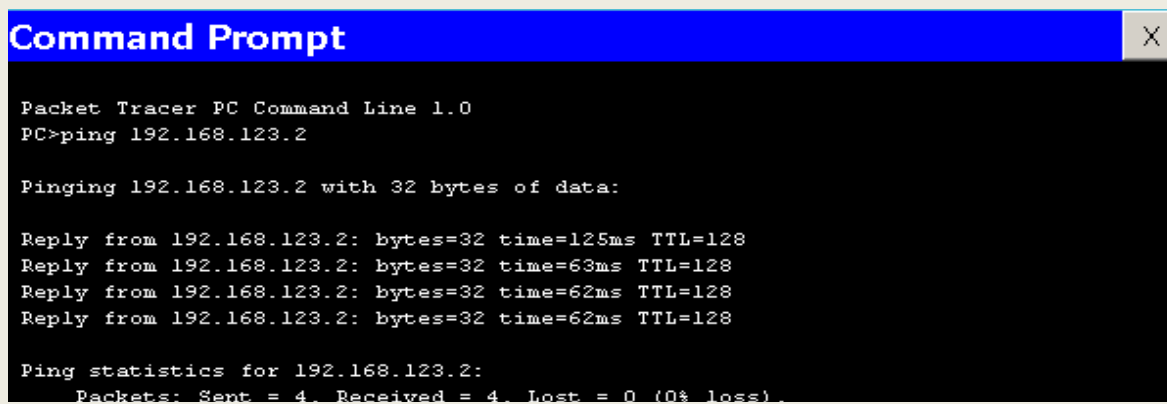 Command Prompt
X
Packet Tracer PC Command Line 1.0
PC>ping 192.168.123.2
Pinging 192.168.123.2 with 32 bytes of data:
Reply from 192.168.123.2: bytes=32 time=125ms TTL=128
Reply from 192.168.123.2: bytes=32 time=63ms TTL=128
Reply from 192.168.123.2: bytes=32 time=62ms TTL=128
Reply from 192.168.123.2: bytes=32 time=62ms TTL=128
Ping statistics for 192.168.123.2:
Packets: Sent = 4, Received = 4, Lost = 0 (0% loss),